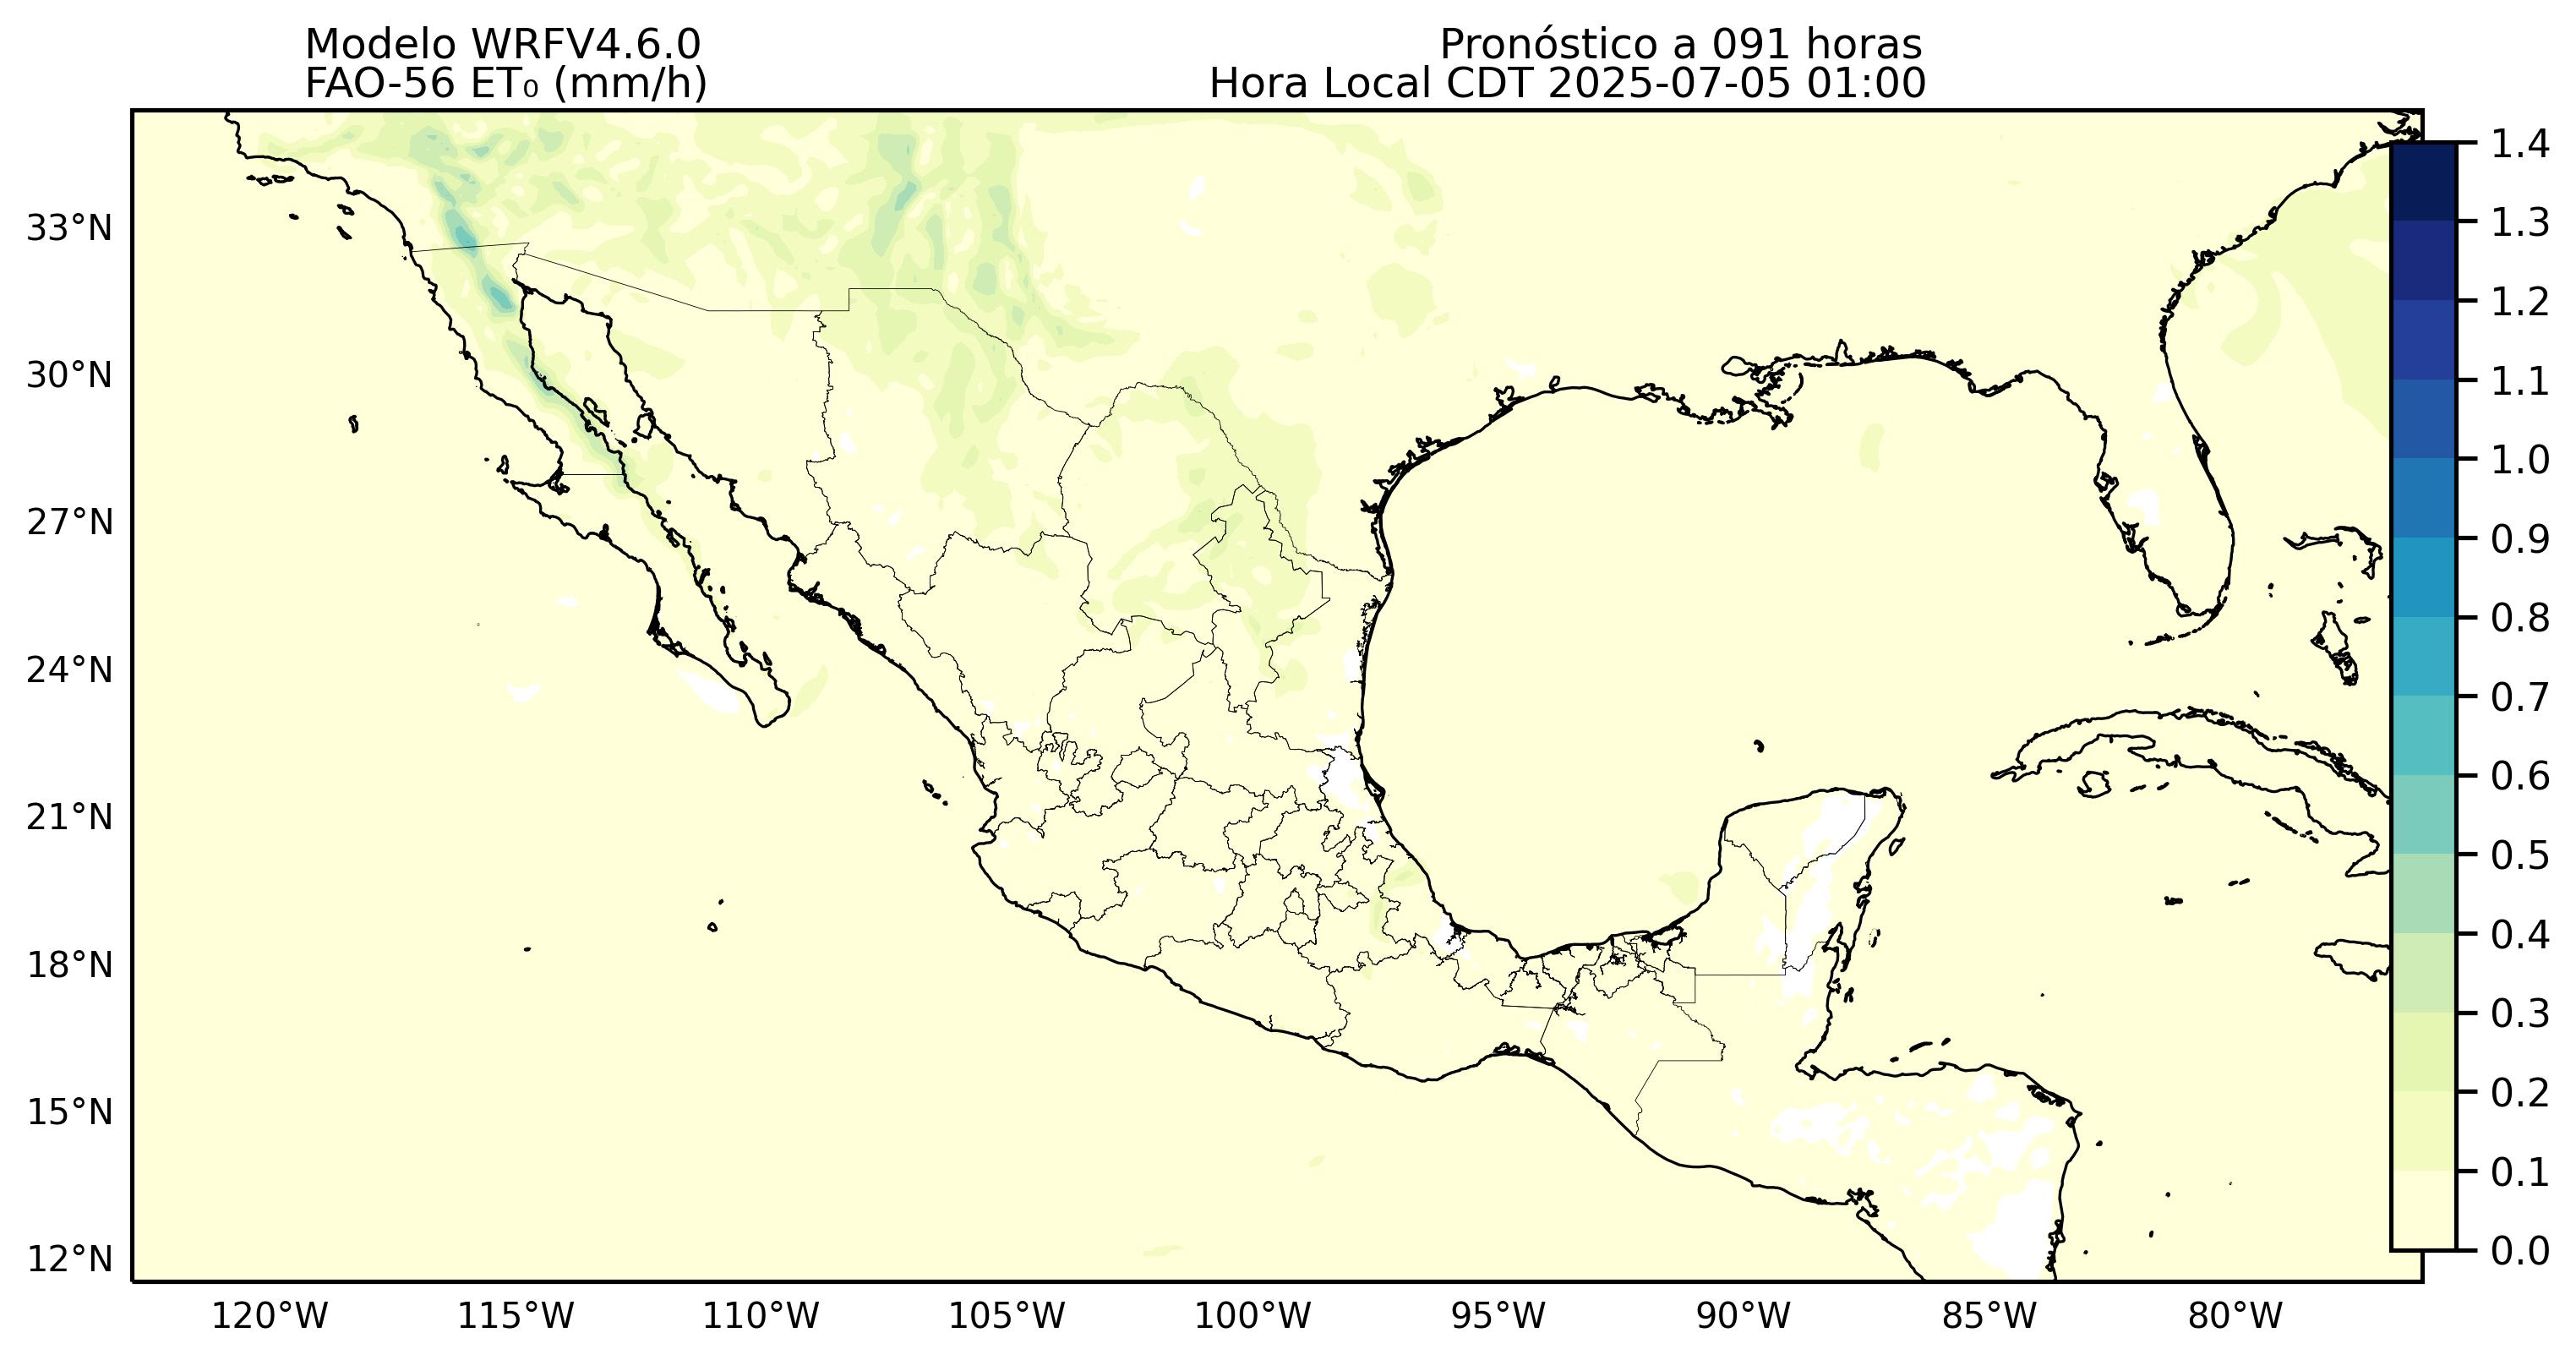 Modelo WRFV4.6.0
FAO-56 ET₀ (mm/h)
Pronóstico a 091 horas
Hora Local CDT 2025-07-05 01:00
33°N
30°N
27°N
24°N
21°N
18°N
15°N
12°N
120°W
115°W
110°W
105°W
100°W
95°W
90°W
85°W
80°W
1.4
1.3
1.2
1.1
1.0
0.9
0.8
0.7
0.6
0.5
0.4
0.3
0.2
0.1
0.0